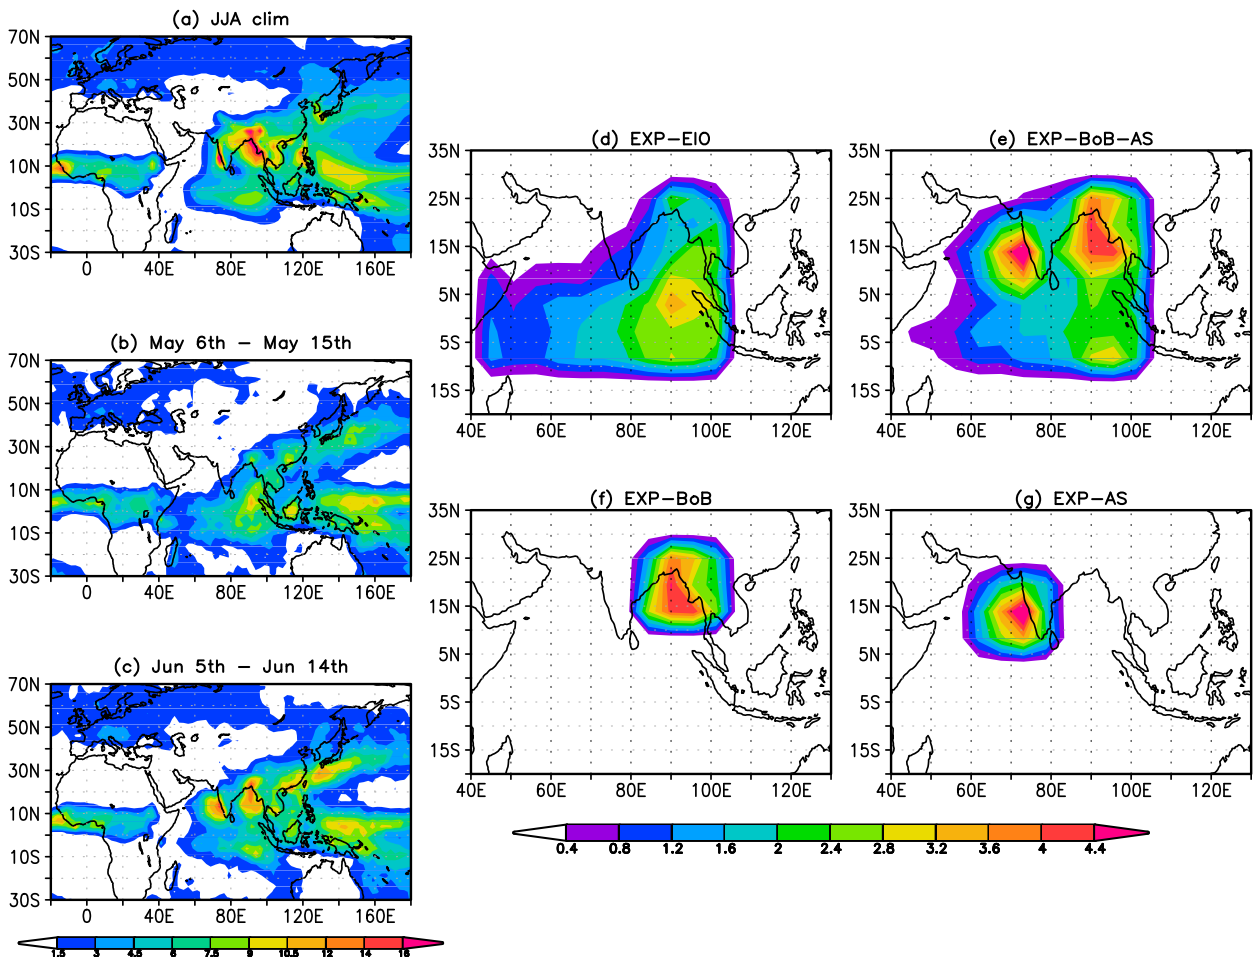 (a) JJA clim
70N
50N
30N
10N
10S
30S
0 40E 80E 120E 160E
(b) May 6th − May 15th
70N
50N
30N
10N
10S
30S
0 40E 80E 120E 160E
(c) Jun 5th − Jun 14th
70N
50N
30N
10N
10S
30S
0 40E 80E 120E 160E
1.5 3 4.5 6 7.5 9 10.5 12 14 16
(d) EXP−EIO
35N
25N
15N
5N
5S
15S
40E 60E 80E 100E 120E
(e) EXP−BoB−AS
35N
25N
15N
5N
5S
15S
40E 60E 80E 100E 120E
(f) EXP−BoB
35N
25N
15N
5N
5S
15S
40E 60E 80E 100E 120E
(g) EXP−AS
35N
25N
15N
5N
5S
15S
40E 60E 80E 100E 120E
0.4 0.8 1.2 1.6 2 2.4 2.8 3.2 3.6 4 4.4